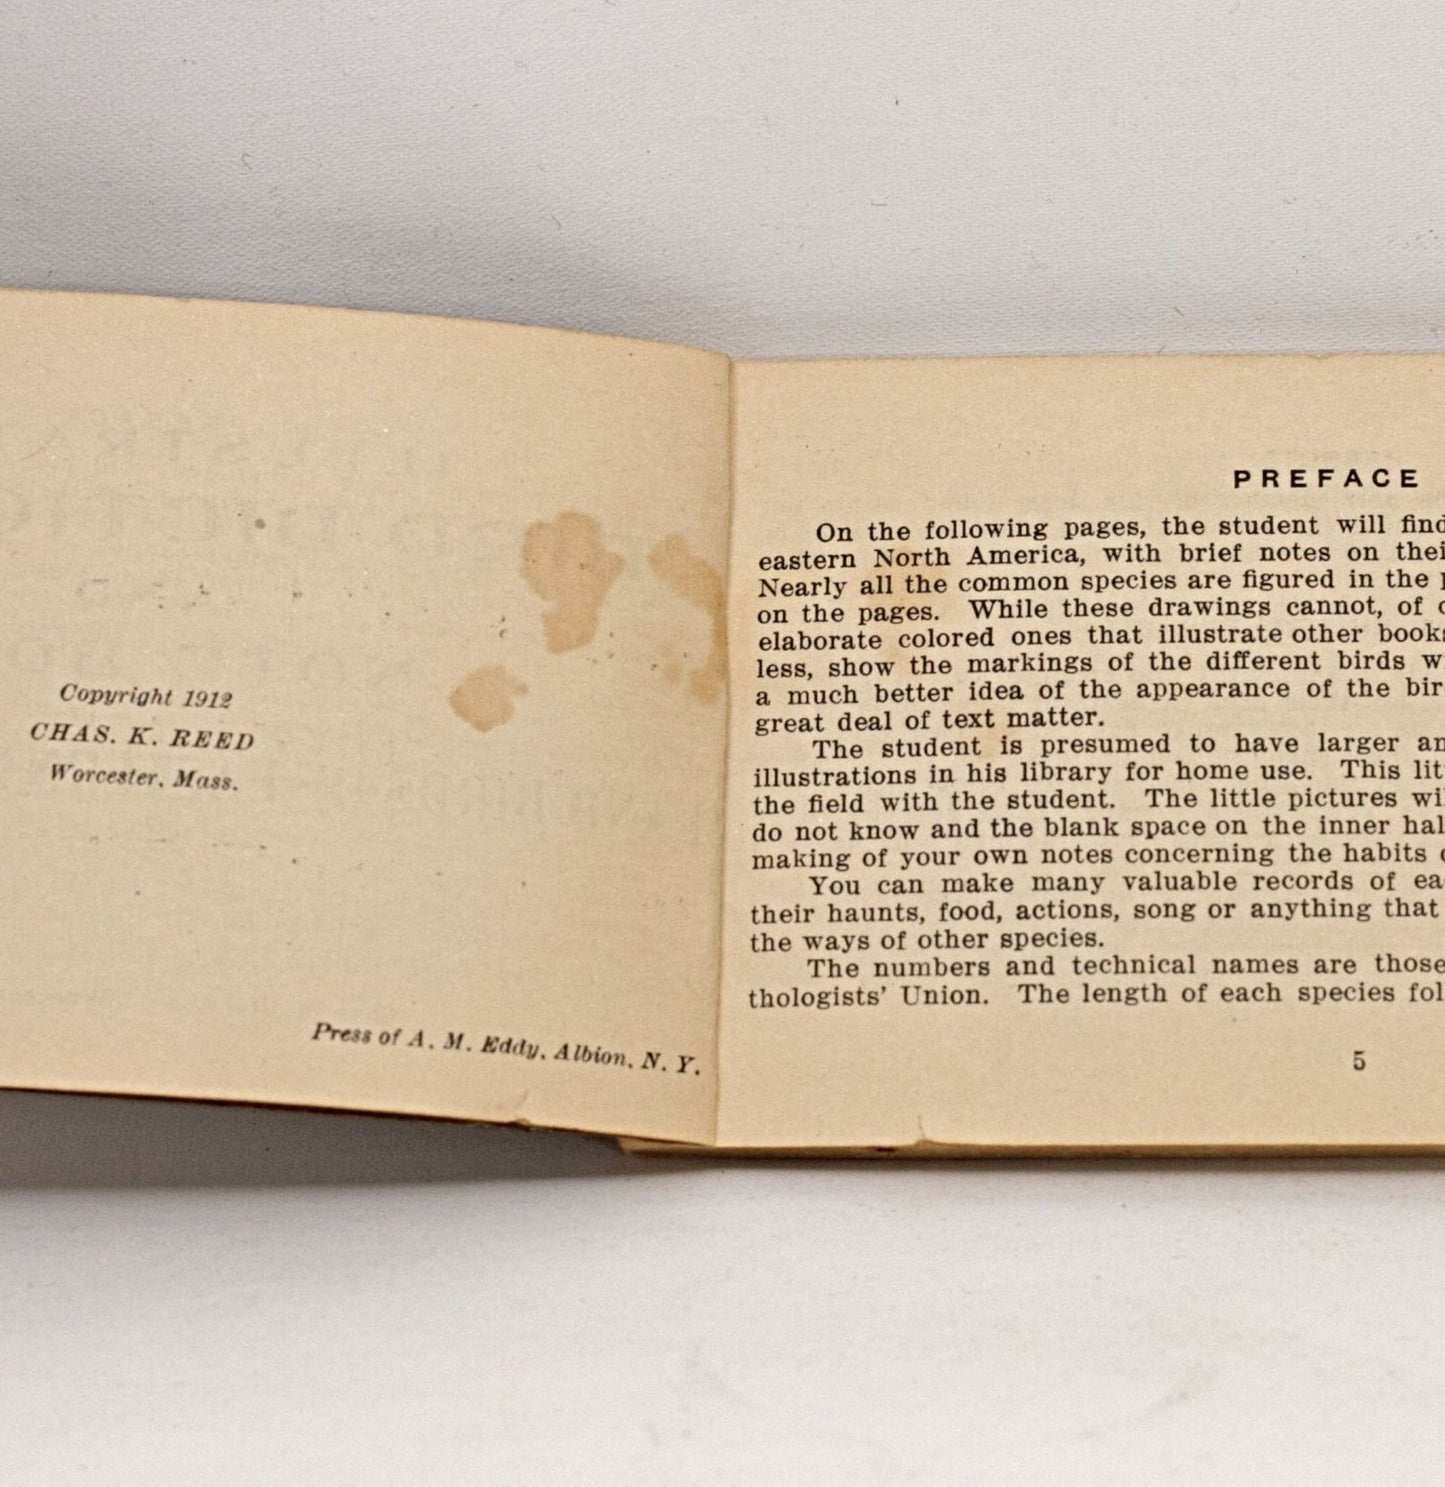 Copyright 1912
CHAS. K. REED
Worcester, Mass.
Press of A. M. Eddy, Albion, N. Y.
PREFACE
On the following pages, the student will find
eastern North America, with brief notes on thei
Nearly all the common species are figured in the
on the pages. While these drawings cannot, of
elaborate colored ones that illustrate other books
less, show the markings of the different birds w
a much better idea of the appearance of the bir
great deal of text matter.
The student is presumed to have larger an
illustrations in his library for home use. This lit
the field with the student. The little pictures wi
do not know and the blank space on the inner hal
making of your own notes concerning the habits
You can make many valuable records of ea
their haunts, food, actions, song or anything that
the ways of other species.
The numbers and technical names are those
thologists' Union. The length of each species fol
5